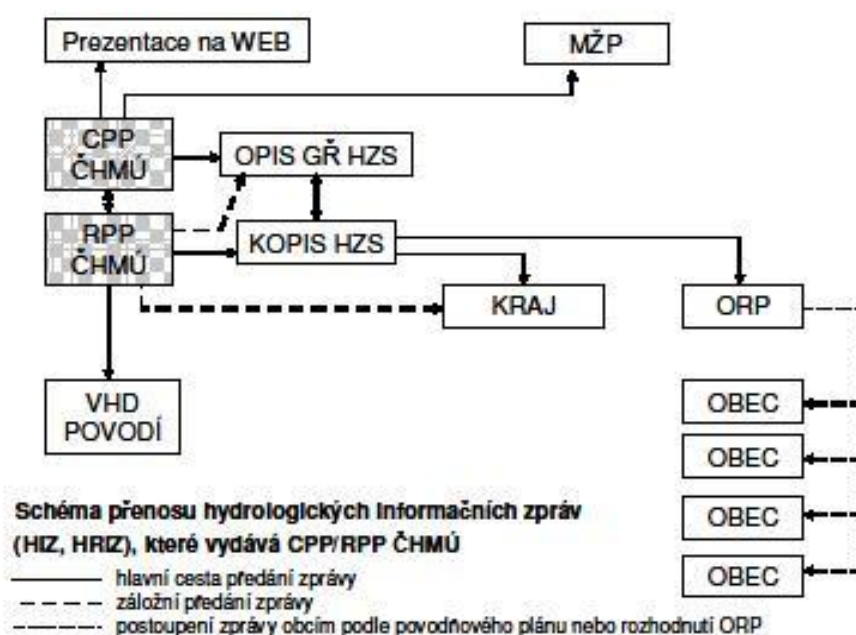 Prezentace na WEB
MŽP
CPP
ČHMÚ
OPIS GŘ HZS
RPP
ČHMÚ
KOPIS HZS
KRAJ
ORP
VHD
POVODÍ
OBEC
OBEC
OBEC
OBEC
Schéma přenosu hydrologických informačních zpráv
(HIZ, HRIZ), které vydává CPP/RPP ČHMÚ
hlavní cesta předání zprávy
záložní předání zprávy
postoupení zprávy obcím podle povodňového plánu nebo rozhodnutí ORP